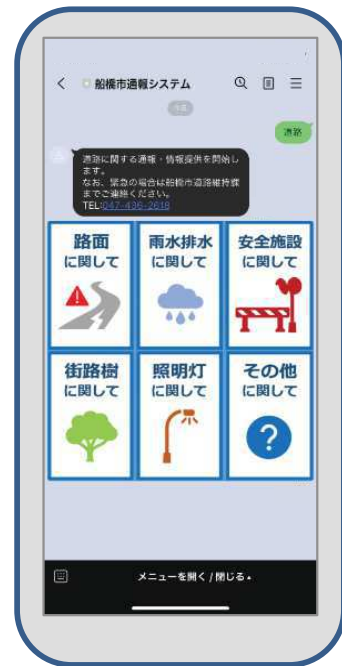 船橋市通報システム
今日
道路
道路に関する通報・情報提供を開始し
ます。
なお、緊急の場合は船橋市道路維持課
までご連絡ください。
TEL:047-436-2618
路面
に関して
雨水排水
に関して
安全施設
に関して
街路樹
に関して
照明灯
に関して
その他
に関して
?
メニューを開く / 閉じる▴